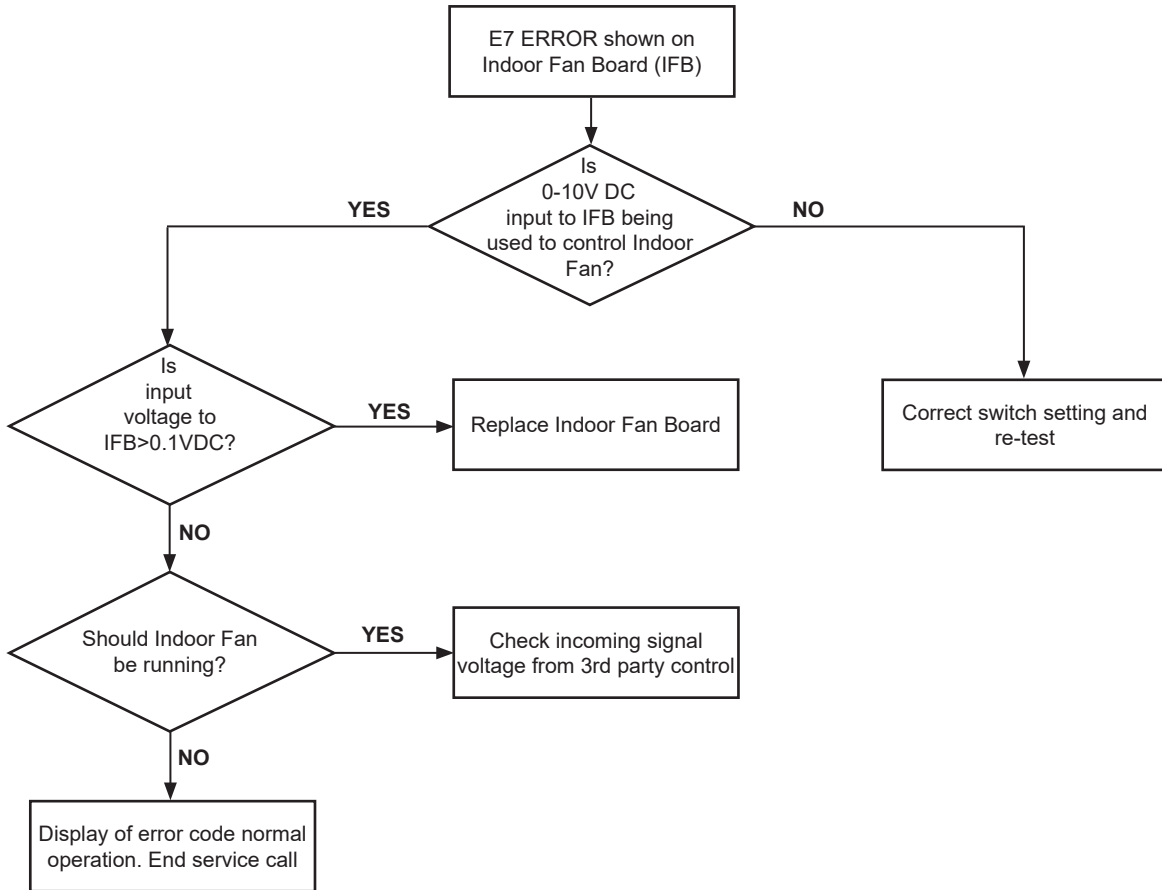 E7 ERROR shown on
Indoor Fan Board (IFB)
Is
0-10V DC
input to IFB being
used to control Indoor
Fan?
YES
NO
Is
input
voltage to
IFB>0.1VDC?
YES
Replace Indoor Fan Board
Correct switch setting and
re-test
NO
Should Indoor Fan
be running?
YES
Check incoming signal
voltage from 3rd party control
NO
Display of error code normal
operation. End service call